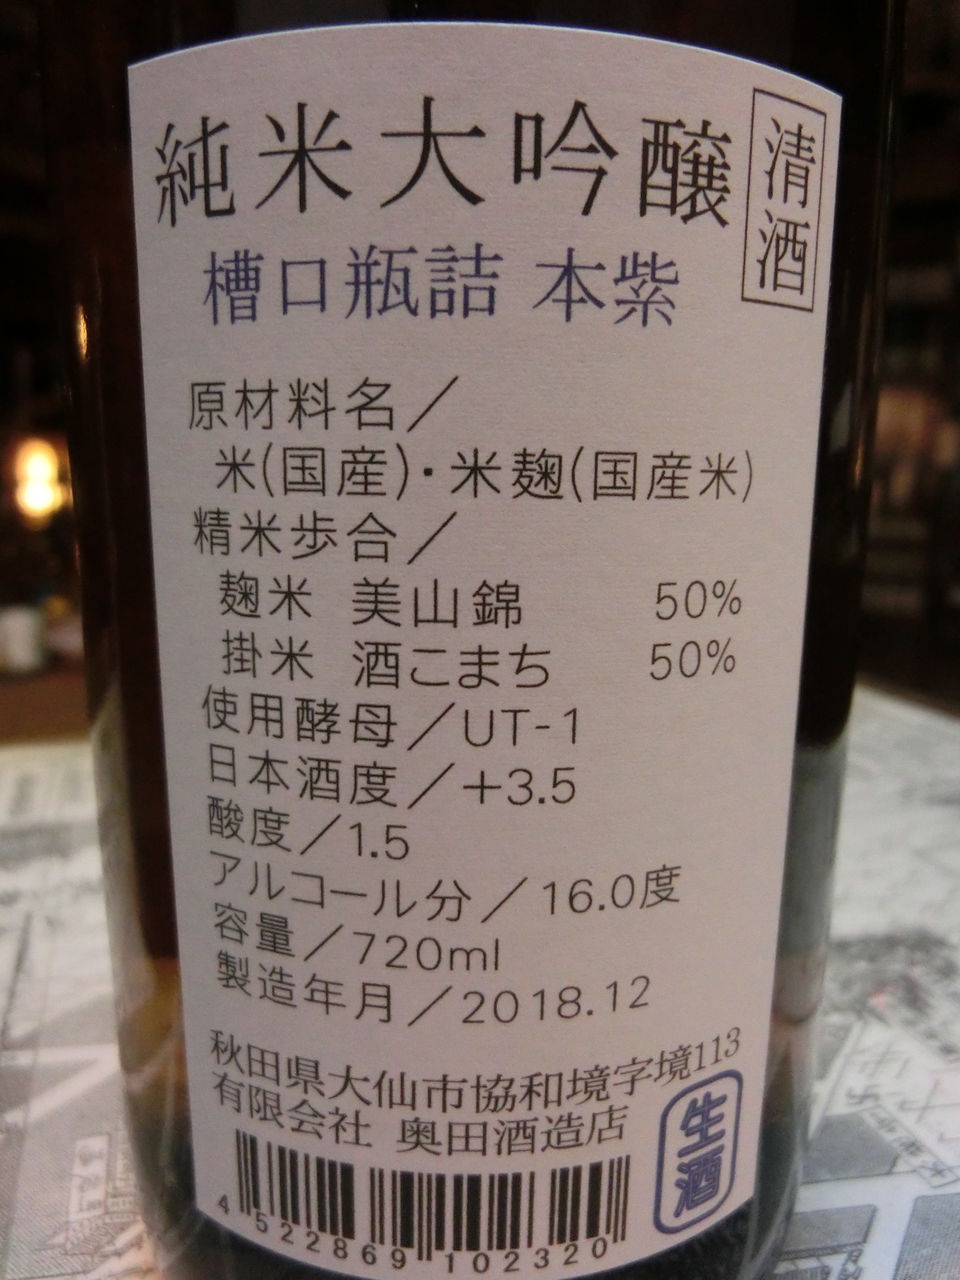 純米大吟醸
清酒
槽口瓶詰 本紫
原材料名／
米(国産)・米麹(国産米)
精米歩合／
麹米 美山錦 50%
掛米 酒こまち 50%
使用酵母／UT-1
日本酒度／+3.5
酸度／1.5
アルコール分／16.0度
容量／720ml
製造年月／2018.12
秋田県大仙市協和境字境113
有限会社 奥田酒造店
生酒
4 522869 102320